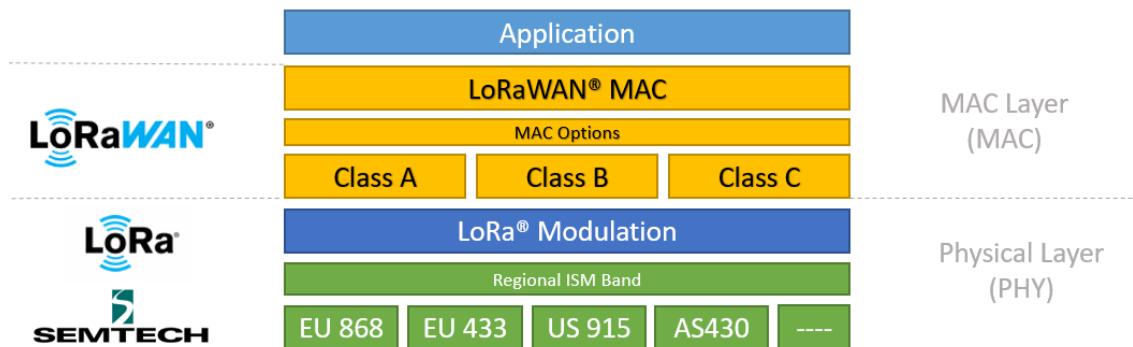 Application
LoRaWAN®
LoRaWAN® MAC
MAC Options
Class A Class B Class C
MAC Layer
(MAC)
LoRa®
SEMTECH
LoRa® Modulation
Regional ISM Band
EU 868 EU 433 US 915 AS430 ----
Physical Layer
(PHY)